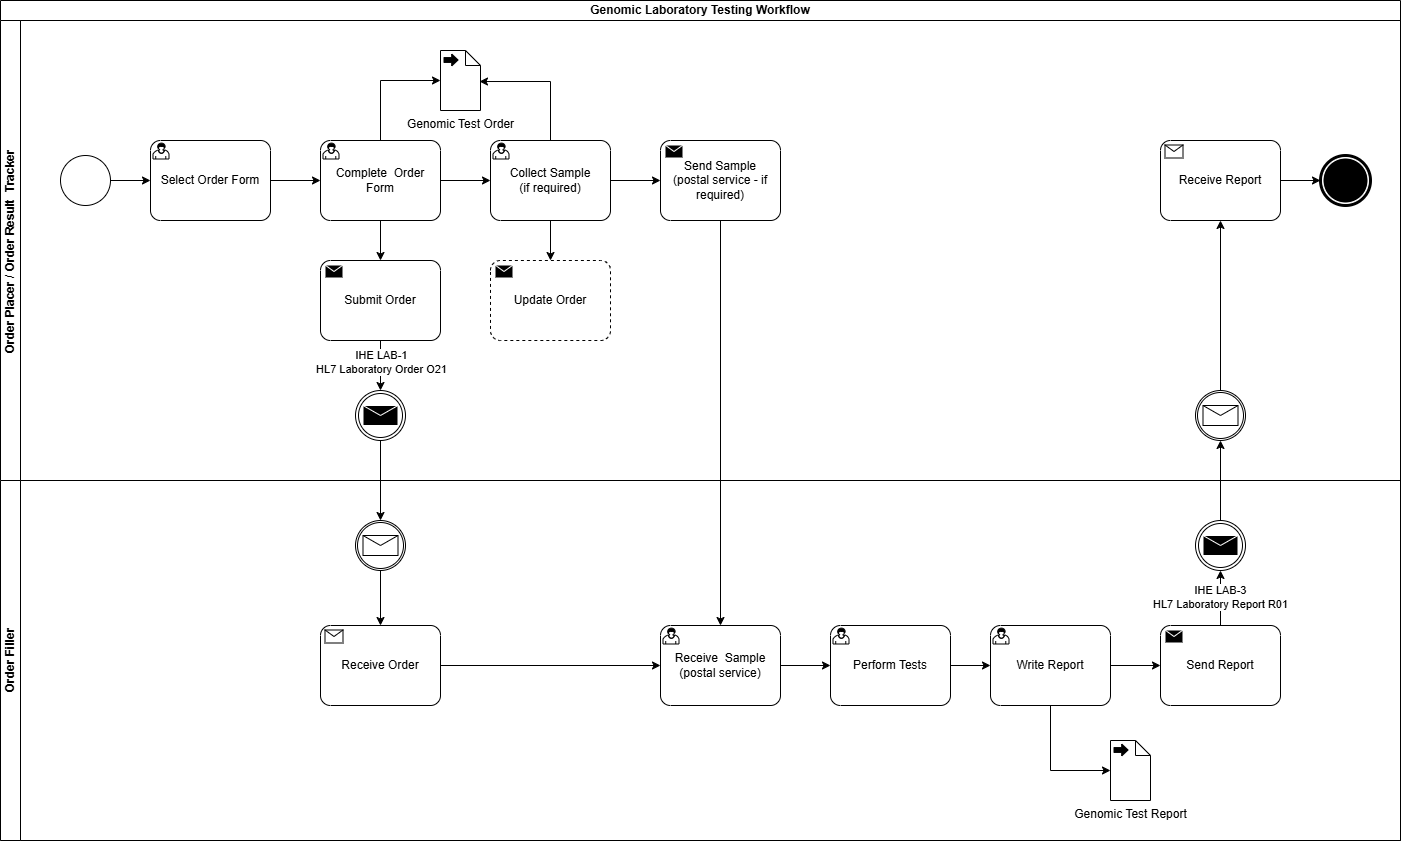 Genomic Laboratory Testing Workflow
Order Placer / Order Result Tracker
Genomic Test Order
Select Order Form
Complete Order
Form
Collect Sample
(if required)
Send Sample
(postal service - if
required)
Receive Report
Submit Order
Update Order
IHE LAB-1
HL7 Laboratory Order O21
Order Filler
IHE LAB-3
HL7 Laboratory Report R01
Receive Order
Receive Sample
(postal service)
Perform Tests
Write Report
Send Report
Genomic Test Report